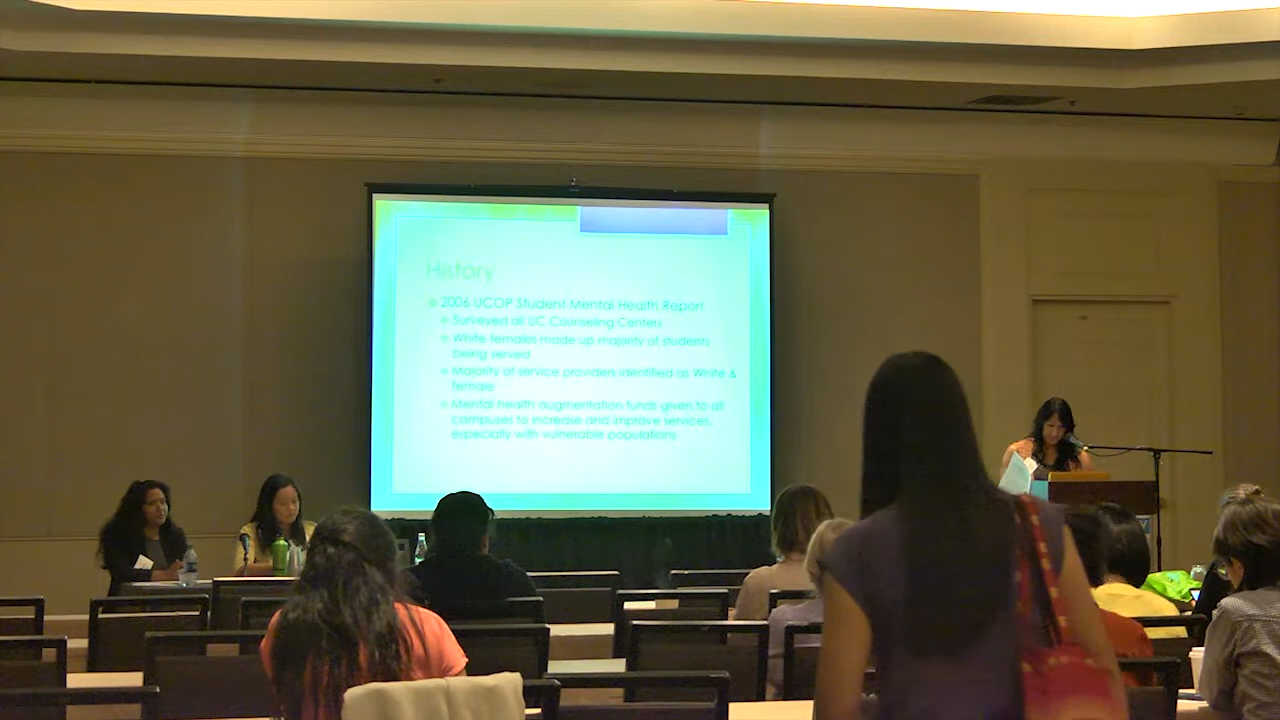 History
2006 UCOP Student Mental Health Report
Surveyed all UC Counseling Centers
White females made up majority of students
being served
Majority of service providers identified as White &
female
Mental health augmentation funds given to all
campuses to increase and improve services,
especially with vulnerable populations